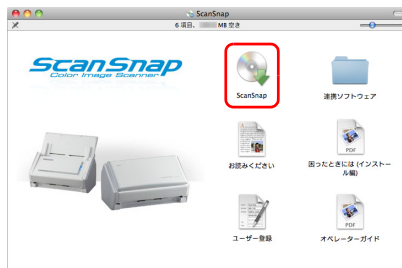 ScanSnap
6 項目、 MB 空き
ScanSnap
Color Image Scanner
ScanSnap
連携ソフトウェア
お読みください
PDF
困ったときには (インストー
ル編)
ユーザー登録
PDF
オペレーターガイド